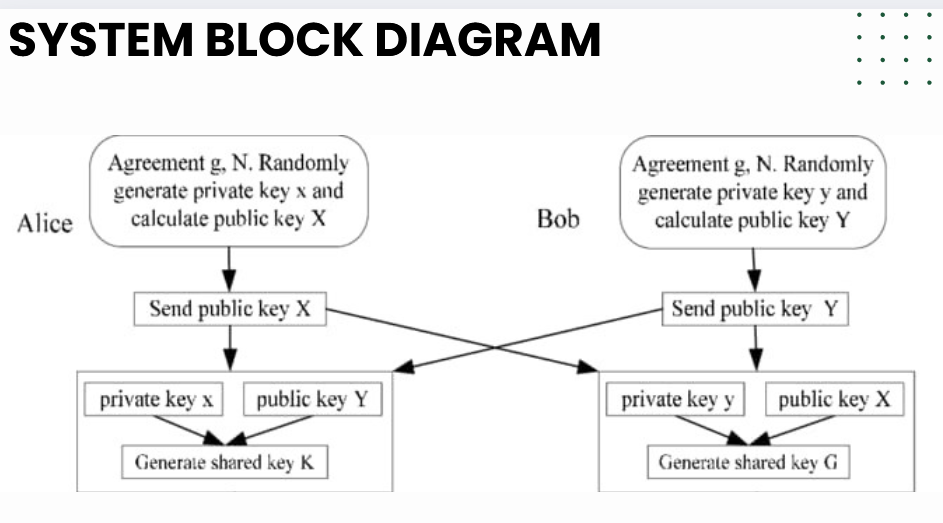 SYSTEM BLOCK DIAGRAM
Alice
Agreement g, N. Randomly
generate private key x and
calculate public key X
Send public key X
private key x
public key Y
Generate shared key K
Bob
Agreement g, N. Randomly
generate private key y and
calculate public key Y
Send public key Y
private key y
public key X
Generate shared key G